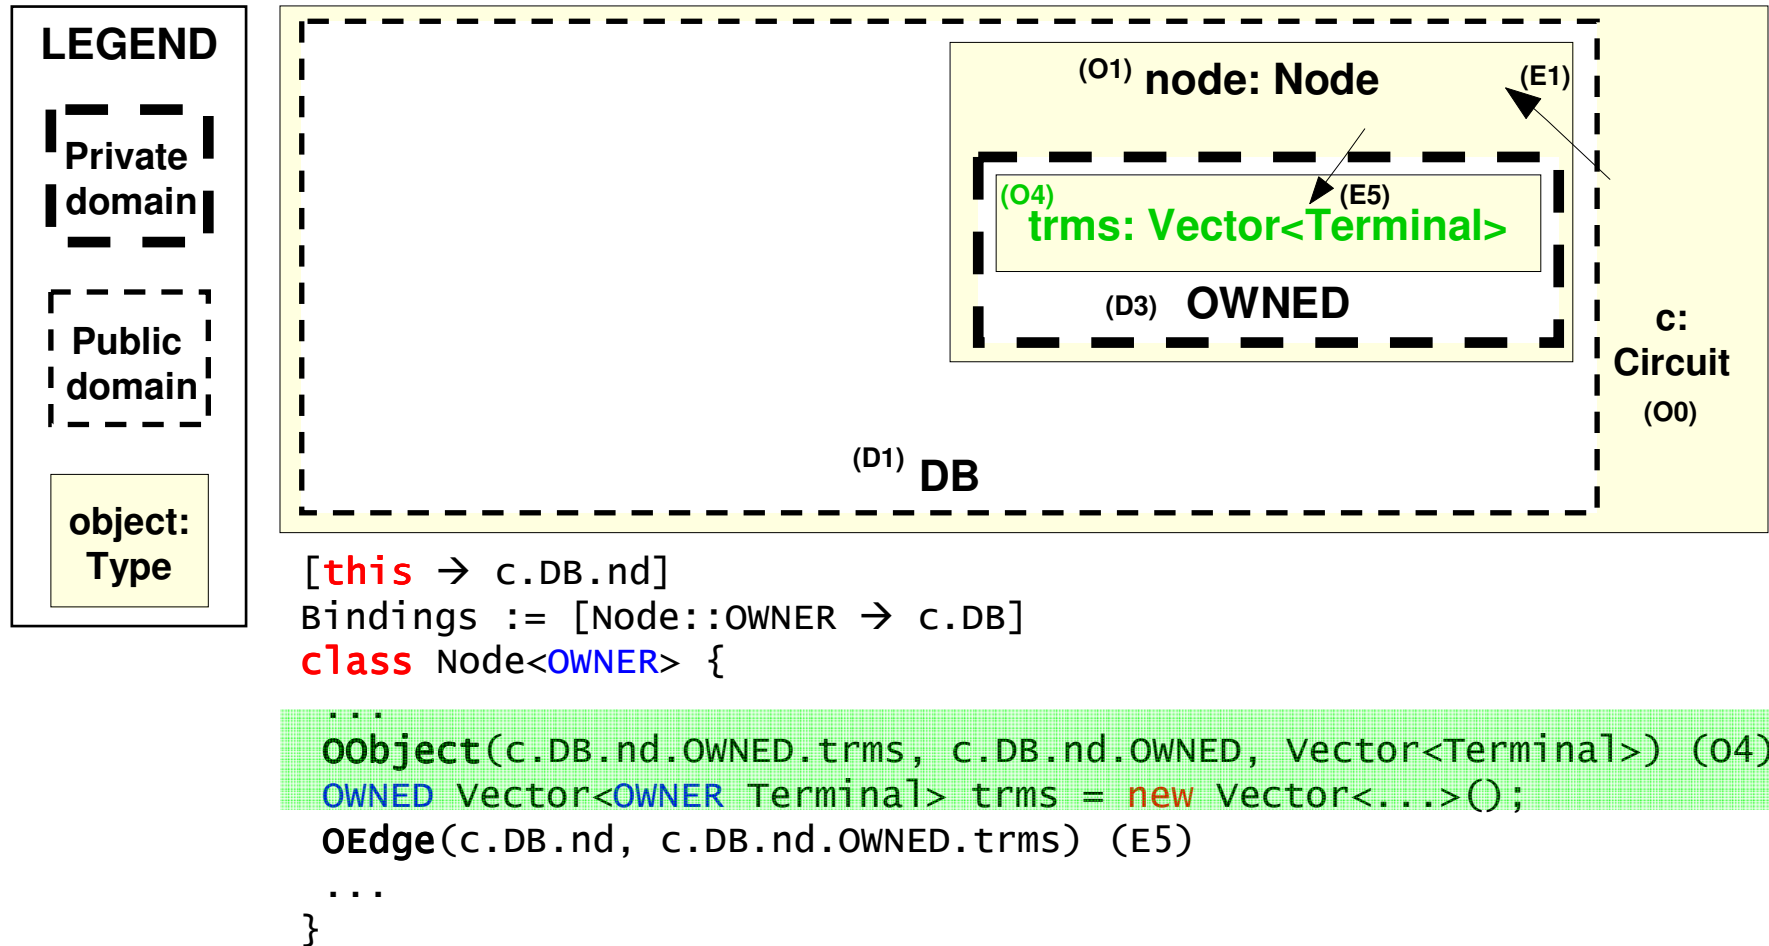 LEGEND
Private
domain
Public
domain
object:
Type
(O1) node: Node (E1)
(O4) (E5)
trms: Vector<Terminal>
(D3) OWNED
c:
Circuit
(O0)
(D1) DB
[this → c.DB.nd]
Bindings := [Node::OWNER → c.DB]
class Node<OWNER> {
...
OObject(c.DB.nd.OWNED.trms, c.DB.nd.OWNED, Vector<Terminal>) (O4)
OWNED Vector<OWNER Terminal> trms = new Vector<...>();
OEdge(c.DB.nd, c.DB.nd.OWNED.trms) (E5)
...
}